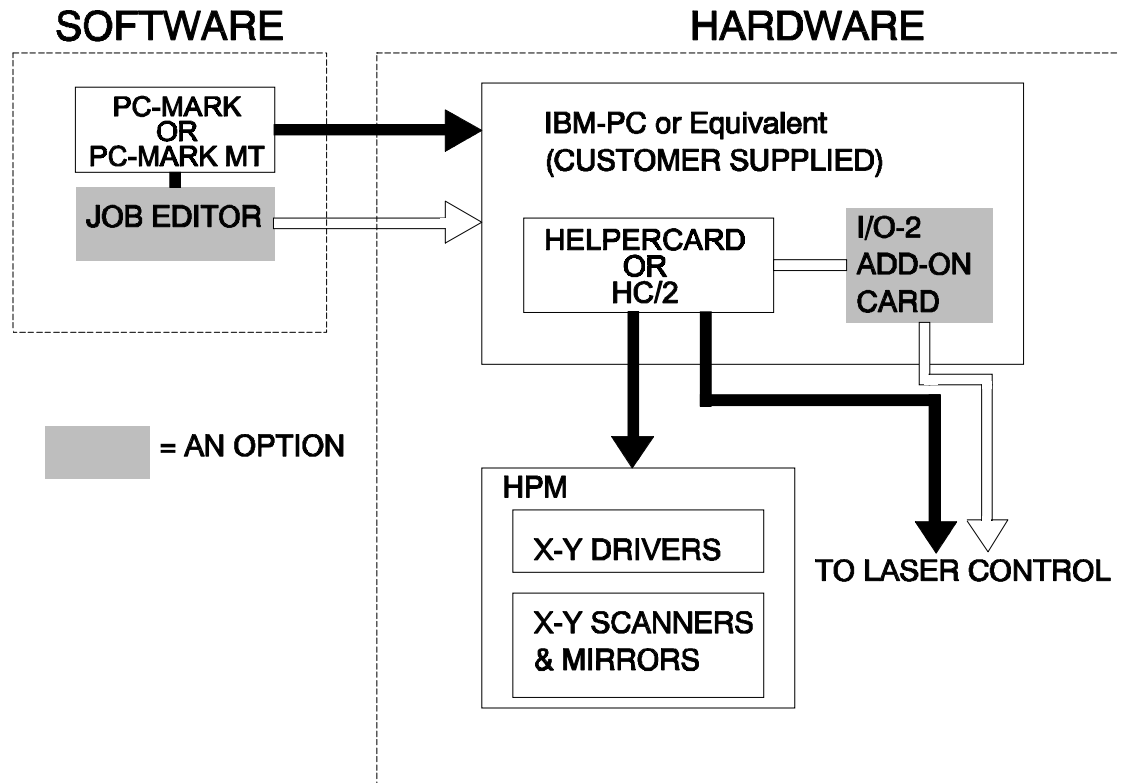 SOFTWARE
HARDWARE
PC-MARK
OR
PC-MARK MT
JOB EDITOR
IBM-PC or Equivalent
(CUSTOMER SUPPLIED)
HELPERCARD
OR
HC/2
I/O-2
ADD-ON
CARD
= AN OPTION
HPM
X-Y DRIVERS
X-Y SCANNERS
& MIRRORS
TO LASER CONTROL